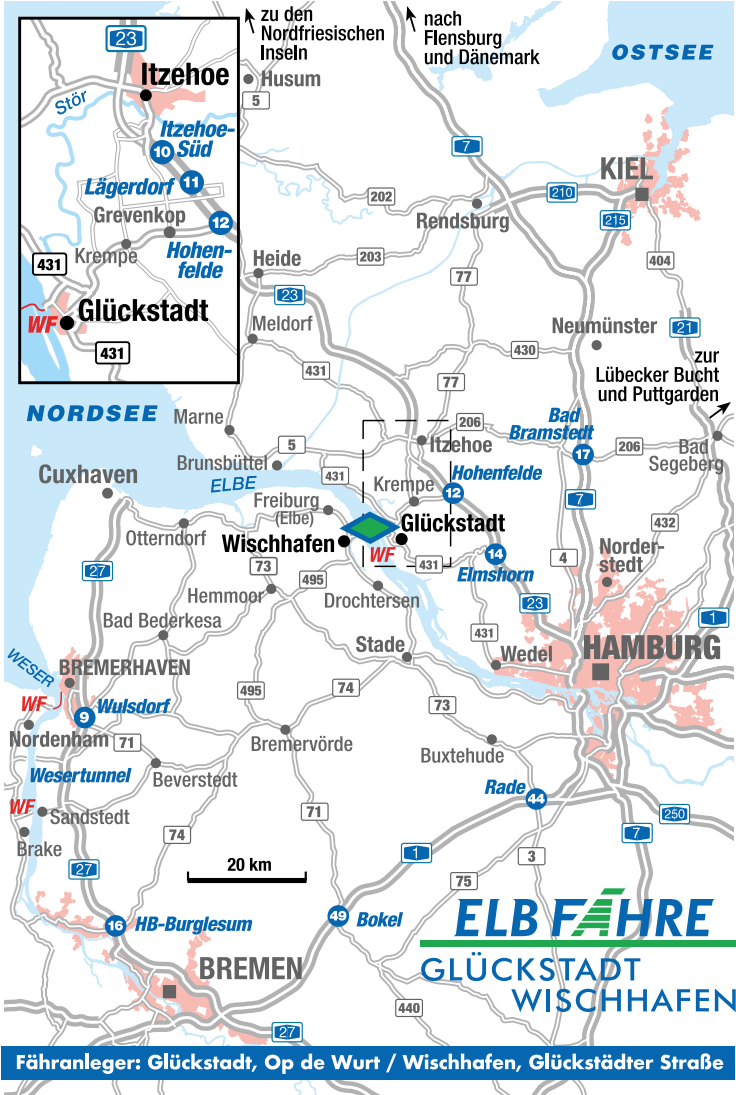 zu den
Nordfriesischen
Inseln
nach
Flensburg
und Dänemark
OSTSEE
23
Itzehoe
Stör
Itzehoe-
10
Süd
Lägerdorf
11
Grevenkop
12
Krempe
Hohen-
felde
431
WF
Glückstadt
431
Husum
5
7
KIEL
202
210
Rendsburg
215
Heide
203
404
77
23
Meldorf
Neumünster
21
430
431
zur
Lübecker Bucht
und Puttgarden
77
NORDSEE
Marne
206
Bad
Bramstedt
Itzehoe
5
17
206
Bad
Segeberg
Brunsbüttel
Cuxhaven
ELBE
431
Hohenfelde
Krempe
12
7
Freiburg
(Elbe)
Glückstadt
432
Otterndorf
Wischhafen
WF
14
4
Norder-
stedt
73
431
Elmshorn
27
495
Hemmoor
Drochtersen
23
1
Bad Bederkesa
431
Stade
Wedel
HAMBURG
WESER
BREMERHAVEN
495
74
WF
Wulsdorf
9
73
Nordenham
71
Bremervörde
Buxtehude
Wesertunnel
Beverstedt
Rade
44
WF
Sandstedt
71
250
74
7
Brake
1
3
20 km
27
75
16
HB-Burglesum
49
Bokel
ELB FÄHRE
BREMEN
GLÜCKSTADT
WISCHHAFEN
440
27
Fähranleger: Glückstadt, Op de Wurt / Wischhafen, Glückstädter Straße